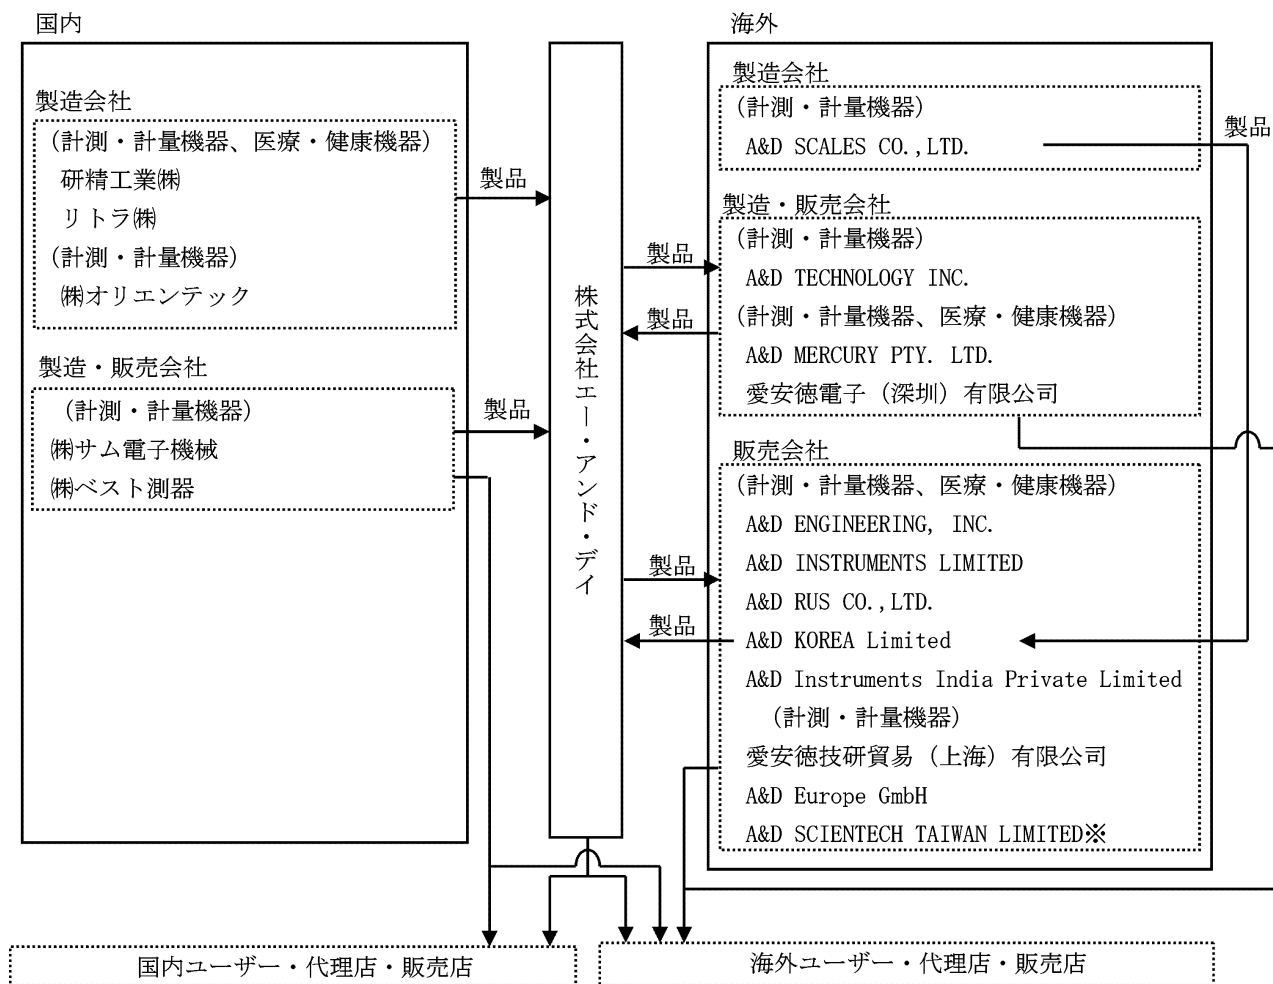 国内
製造会社
(計測・計量機器、医療・健康機器)
研精工業㈱
リトラ㈱
(計測・計量機器)
㈱オリエンテック
製品
製造・販売会社
(計測・計量機器)
㈱サム電子機械
㈱ベスト測器
製品
株式会社エー・アンド・デイ
製品
製品
製品
製品
海外
製造会社
(計測・計量機器)
A&D SCALES CO.,LTD.
製品
製造・販売会社
(計測・計量機器)
A&D TECHNOLOGY INC.
(計測・計量機器、医療・健康機器)
A&D MERCURY PTY. LTD.
愛安徳電子（深圳）有限公司
販売会社
(計測・計量機器、医療・健康機器)
A&D ENGINEERING, INC.
A&D INSTRUMENTS LIMITED
A&D RUS CO.,LTD.
A&D KOREA Limited
A&D Instruments India Private Limited
(計測・計量機器)
愛安徳技研貿易（上海）有限公司
A&D Europe GmbH
A&D SCIENTECH TAIWAN LIMITED※
国内ユーザー・代理店・販売店
海外ユーザー・代理店・販売店